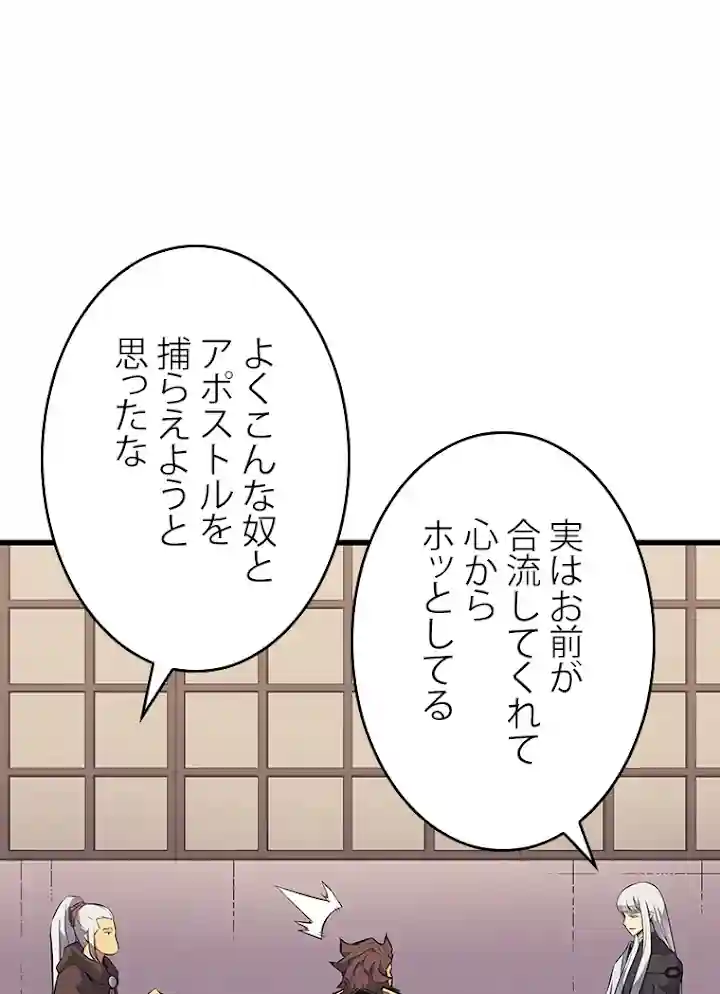 よくこんな奴と
アポストルを
捕らえようと
思ったな
実はお前が
合流してくれて
心から
ホッとしてる